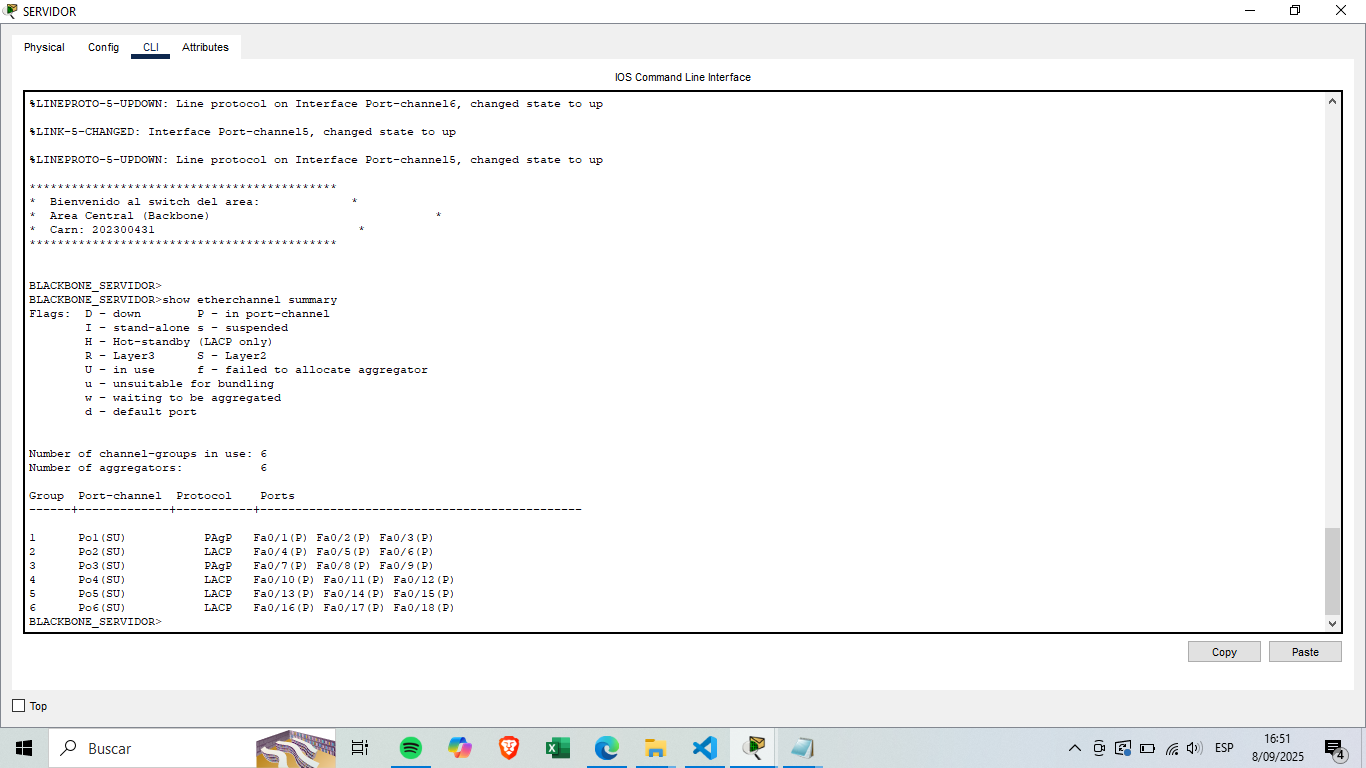 SERVIDOR
Physical Config CLI Attributes
IOS Command Line Interface
%LINEPROTO-5-UPDOWN: Line protocol on Interface Port-channel6, changed state to up
%LINK-5-CHANGED: Interface Port-channel5, changed state to up
%LINEPROTO-5-UPDOWN: Line protocol on Interface Port-channel5, changed state to up
********************************************
*  Bienvenido al switch del area:             *
*  Area Central (Backbone)                                *
*  Carn: 202300431                             *
********************************************
BLACKBONE_SERVIDOR>
BLACKBONE_SERVIDOR>show etherchannel summary
Flags:  D - down        P - in port-channel
        I - stand-alone s - suspended
        H - Hot-standby (LACP only)
        R - Layer3      S - Layer2
        U - in use      f - failed to allocate aggregator
        u - unsuitable for bundling
        w - waiting to be aggregated
        d - default port
Number of channel-groups in use: 6
Number of aggregators:           6
Group  Port-channel  Protocol    Ports
------+-------------+-----------+----------------------------------------------
1      Po1(SU)           PAgP   Fa0/1(P) Fa0/2(P) Fa0/3(P)
2      Po2(SU)           LACP   Fa0/4(P) Fa0/5(P) Fa0/6(P)
3      Po3(SU)           PAgP   Fa0/7(P) Fa0/8(P) Fa0/9(P)
4      Po4(SU)           LACP   Fa0/10(P) Fa0/11(P) Fa0/12(P)
5      Po5(SU)           LACP   Fa0/13(P) Fa0/14(P) Fa0/15(P)
6      Po6(SU)           LACP   Fa0/16(P) Fa0/17(P) Fa0/18(P)
BLACKBONE_SERVIDOR>
Copy Paste
Top
Buscar
ESP
16:51
8/09/2025
4